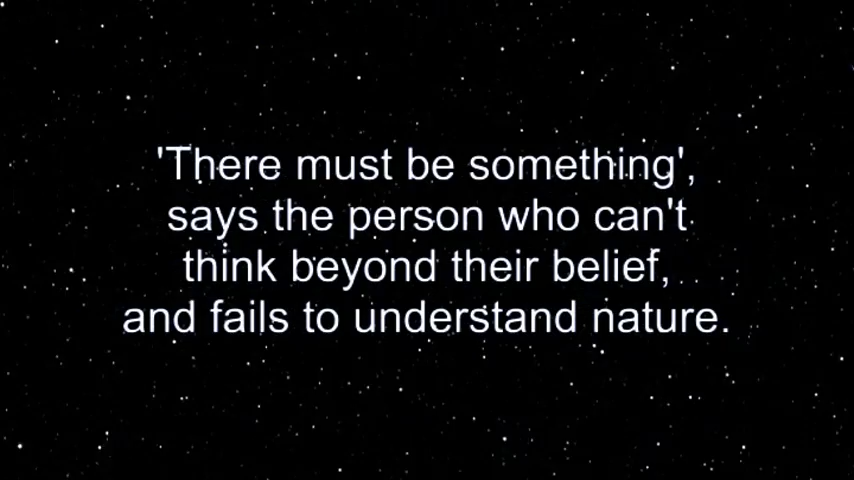 'There must be something',
says the person who can't
think beyond their belief,
and fails to understand nature.